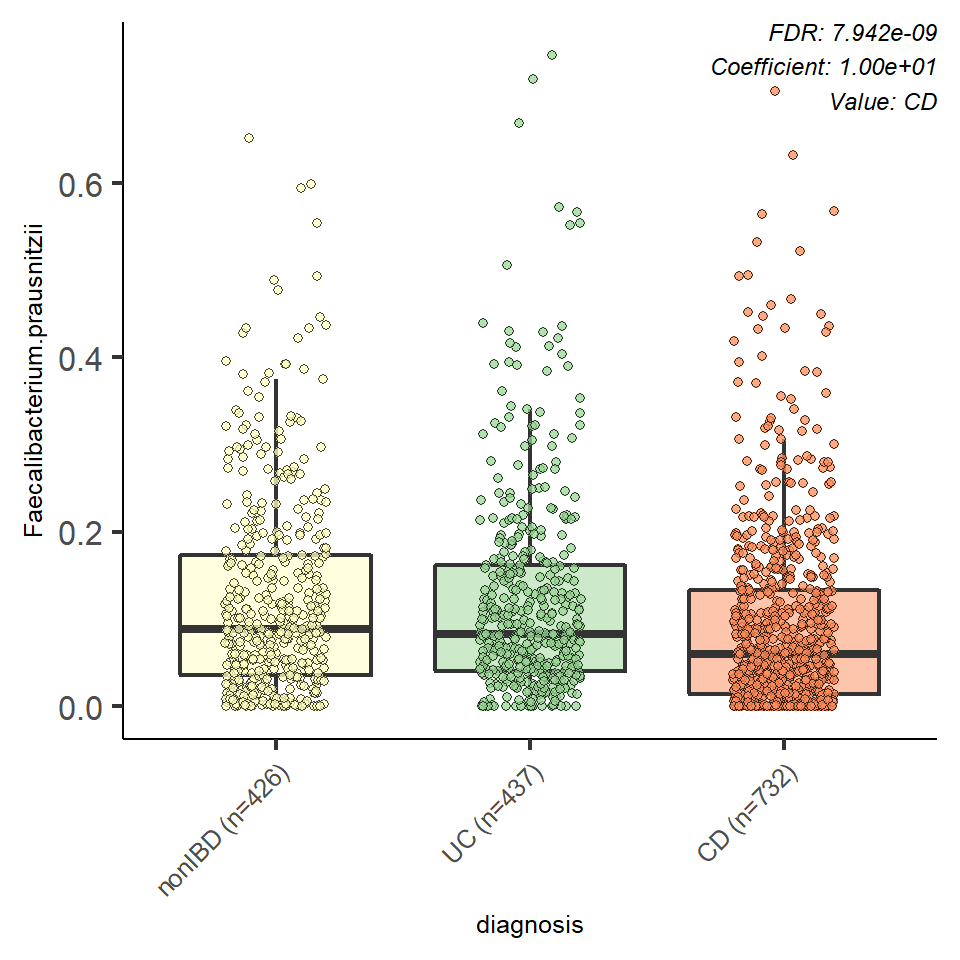 FDR: 7.942e-09
Coefficient: 1.00e+01
Value: CD
Faecalibacterium.prausnitzii
0.6
0.4
0.2
0.0
nonIBD (n=426)
UC (n=437)
CD (n=732)
diagnosis